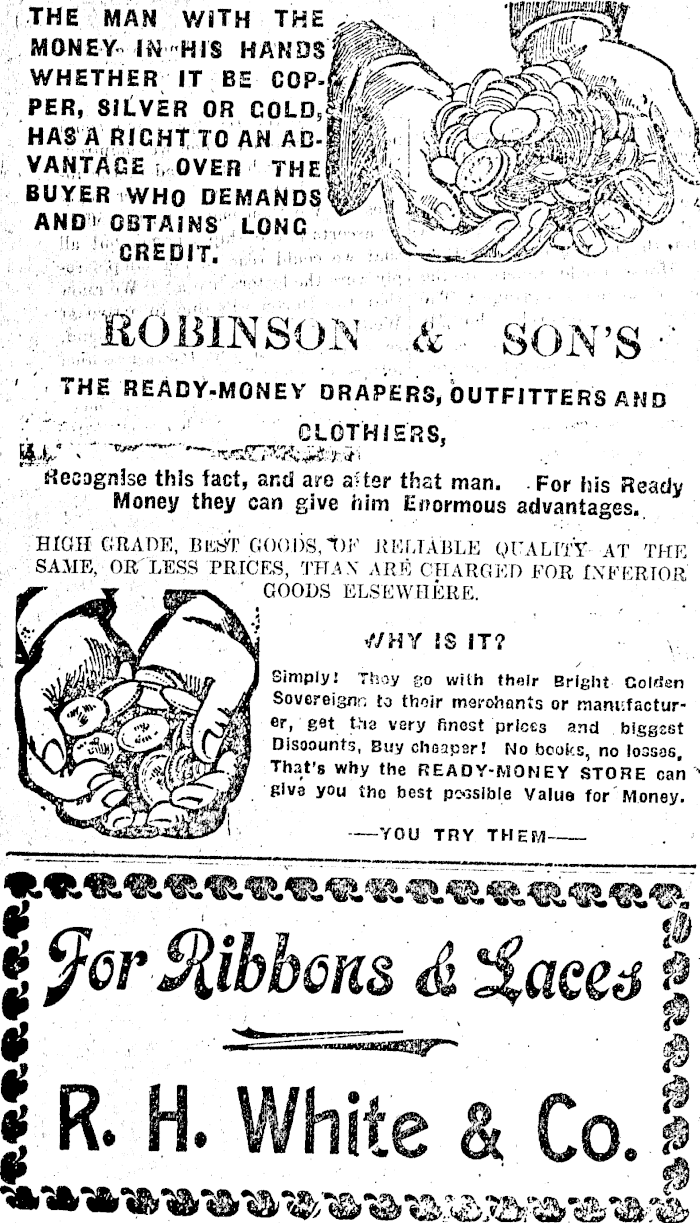 THE MAN WITH THE
MONEY IN HIS HANDS
WHETHER IT BE COP-
PER, SILVER OR GOLD,
HAS A RIGHT TO AN AD-
VANTAGE OVER THE
BUYER WHO DEMANDS
AND OBTAINS LONG
CREDIT.
ROBINSON & SON'S
THE READY-MONEY DRAPERS, OUTFITTERS AND
CLOTHIERS,
Recognise this fact, and are after that man. For his Ready
Money they can give him Enormous advantages.
HIGH GRADE, BEST GOODS, OF RELIABLE QUALITY AT THE
SAME, OR LESS PRICES, THAN ARE CHARGED FOR INFERIOR
GOODS ELSEWHERE.
WHY IS IT?
Simply! They go with their Bright Golden
Sovereigns to their merchants or manufactur-
er, get the very finest prices and biggest
Discounts, Buy cheaper! No books, no losses,
That's why the READY-MONEY STORE can
give you the best possible Value for Money.
—YOU TRY THEM—
For Ribbons & Laces
R. H. White & Co.